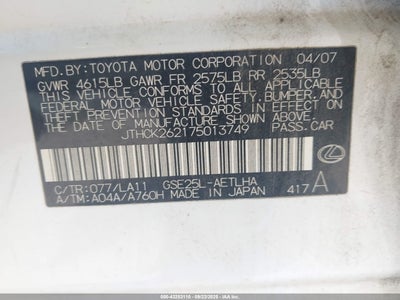 MFD. BY: TOYOTA MOTOR CORPORATION 04/07
GVWR 4615LB GAWR FR 2575LB RR 2535LB
THIS VEHICLE CONFORMS TO ALL APPLICABLE
FEDERAL MOTOR VEHICLE SAFETY, BUMPER, AND
THEFT PREVENTION STANDARDS IN EFFECT ON
THE DATE OF MANUFACTURE SHOWN ABOVE.
JTHCK262175013749 PASS. CAR
C/TR: 077/LA11 GSE25L-AETLHA
A/TM: A04A/A760H MADE IN JAPAN 417 A